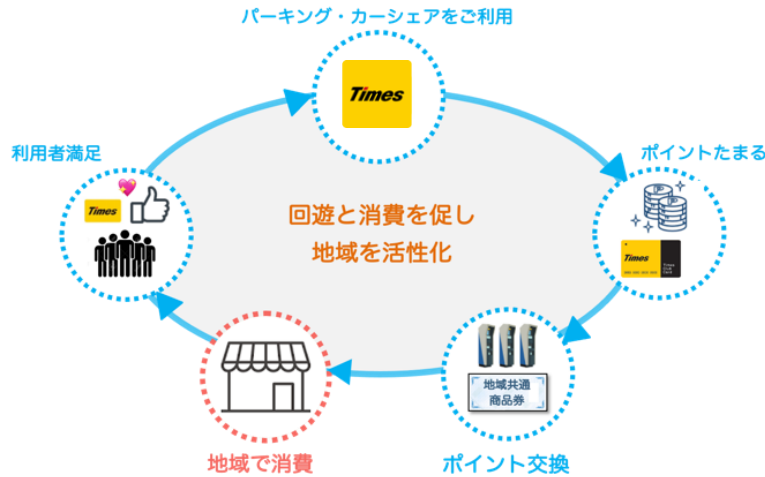 パーキング・カーシェアをご利用
Times
利用者満足
ポイントたまる
Times
Times
Times
Club
Card
回遊と消費を促し
地域を活性化
地域共通
商品券
地域で消費
ポイント交換